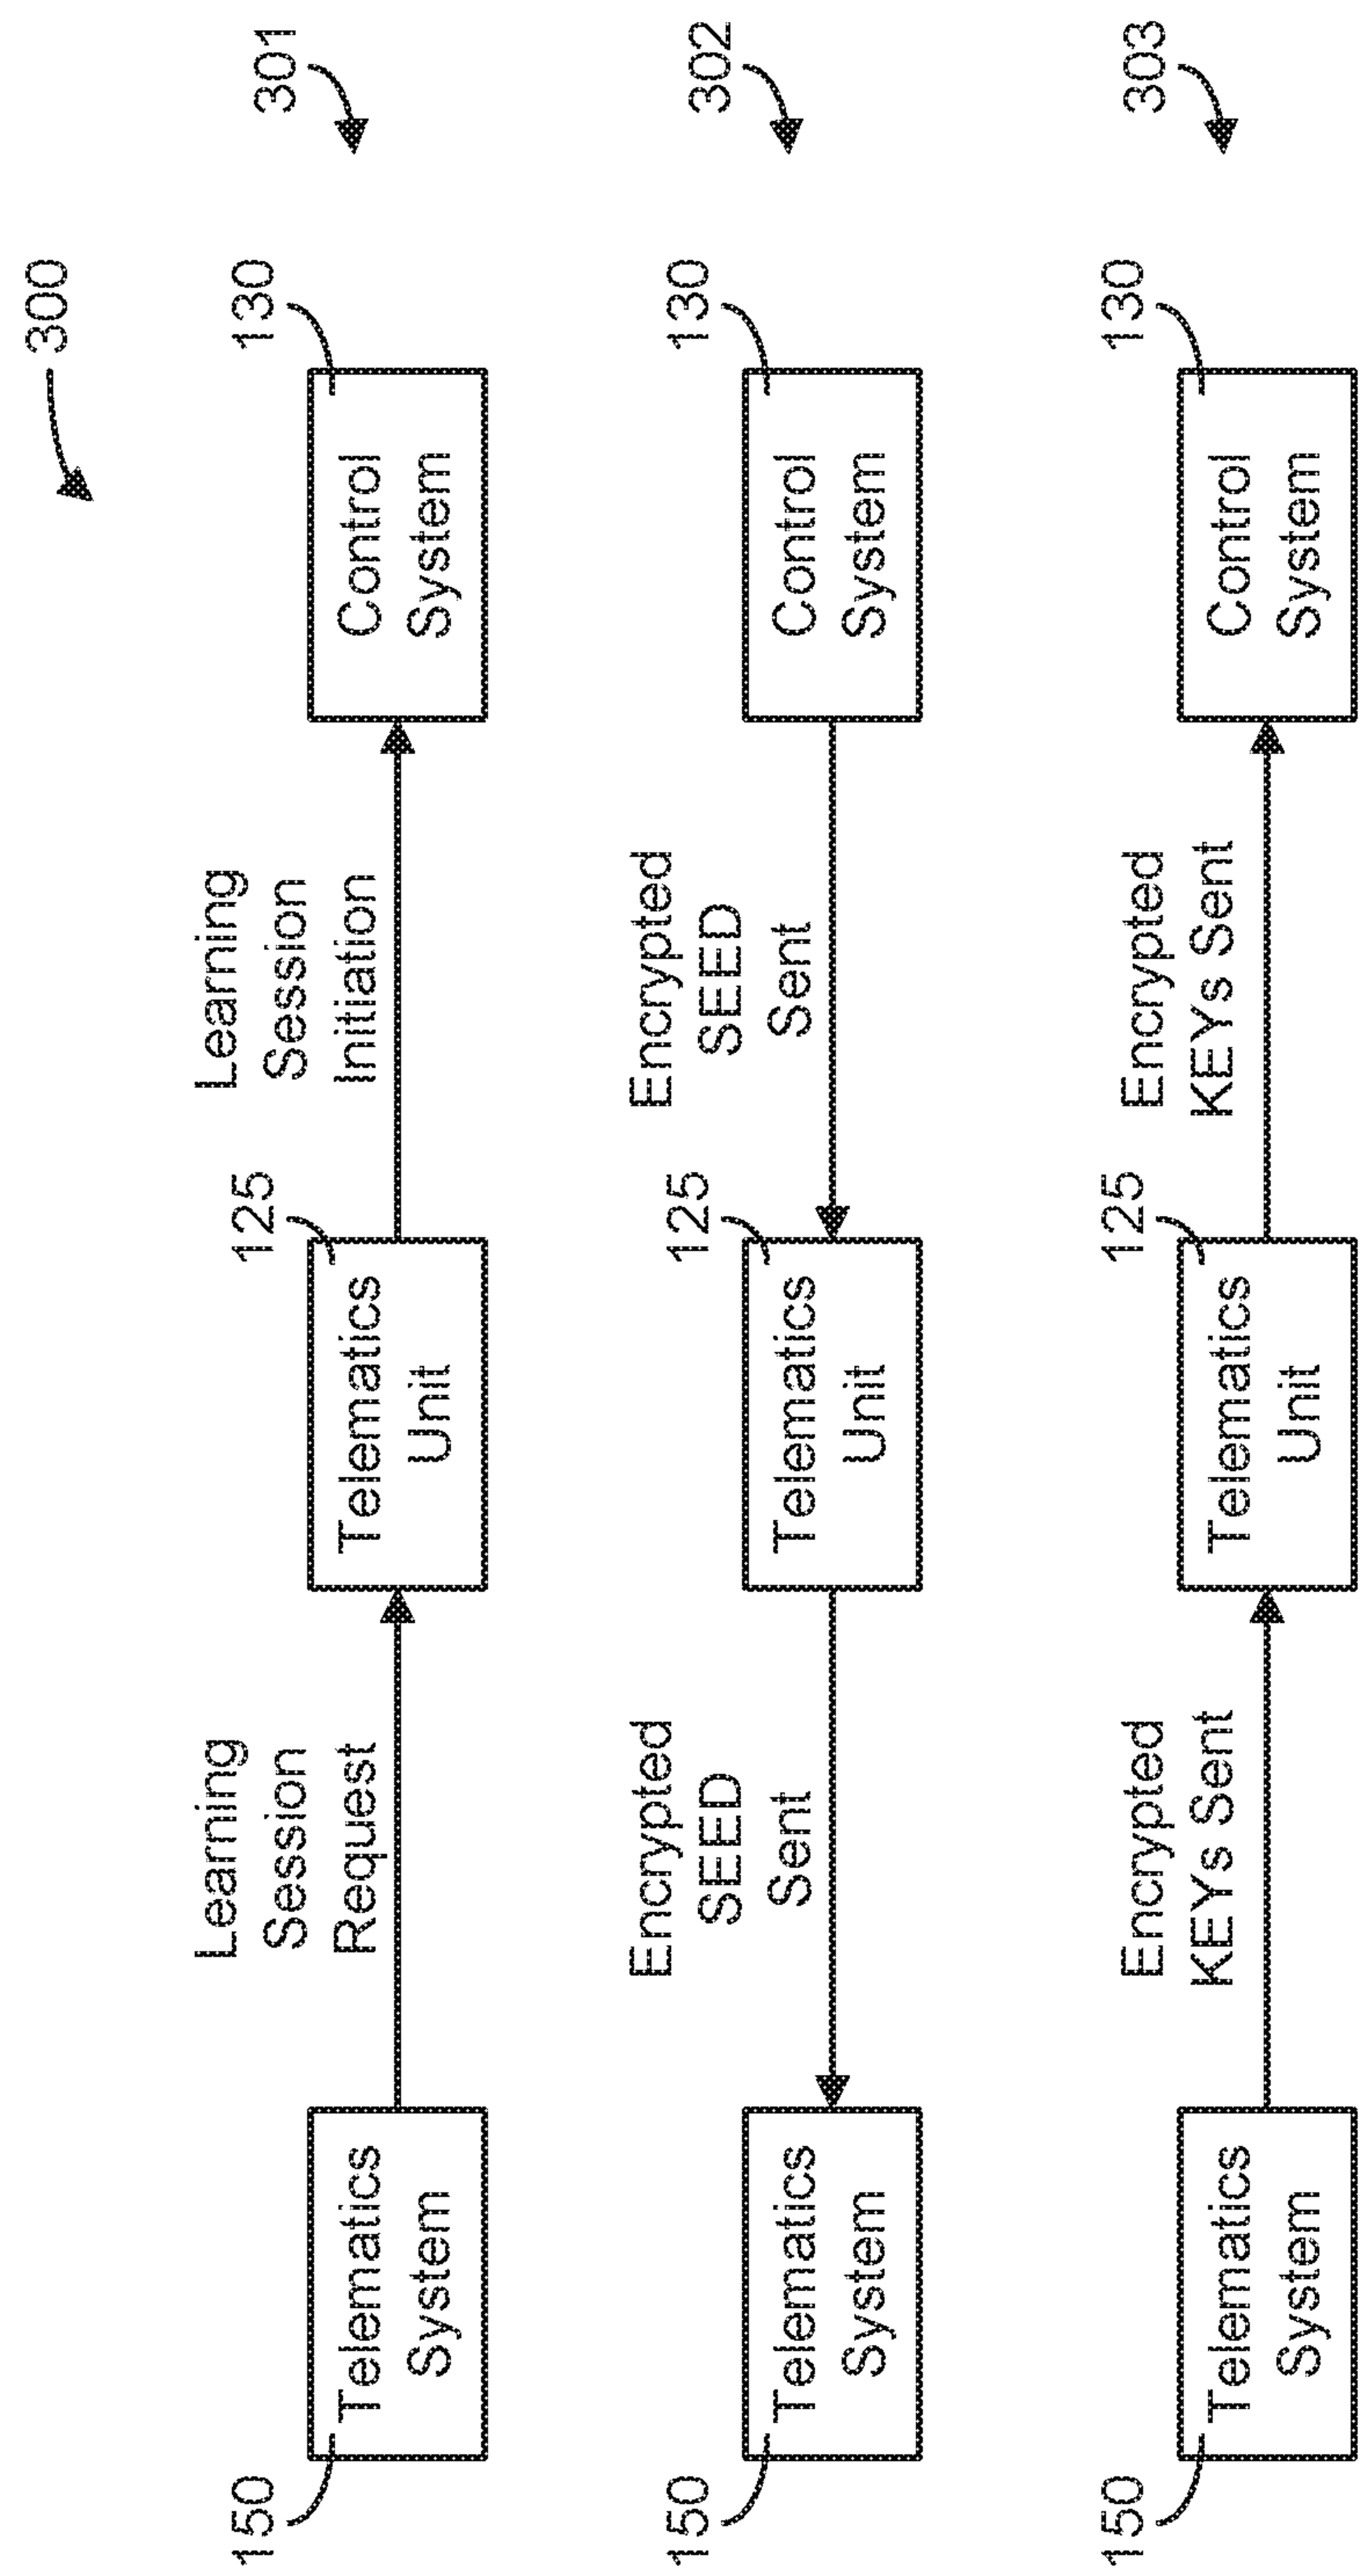 300
301
150
Telematics
System
Learning
Session
Request
125
Telematics
Unit
Learning
Session
Initiation
130
Control
System
302
150
Telematics
System
Encrypted
SEED
Sent
125
Telematics
Unit
Encrypted
SEED
Sent
130
Control
System
303
150
Telematics
System
Encrypted
KEYs Sent
125
Telematics
Unit
Encrypted
KEYs Sent
130
Control
System